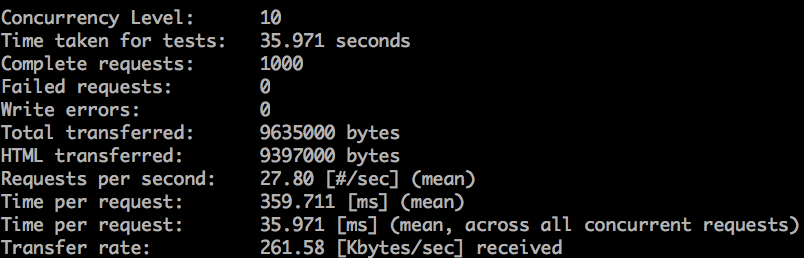 Concurrency Level:      10
Time taken for tests:   35.971 seconds
Complete requests:      1000
Failed requests:        0
Write errors:           0
Total transferred:      9635000 bytes
HTML transferred:       9397000 bytes
Requests per second:    27.80 [#/sec] (mean)
Time per request:       359.711 [ms] (mean)
Time per request:       35.971 [ms] (mean, across all concurrent requests)
Transfer rate:          261.58 [Kbytes/sec] received